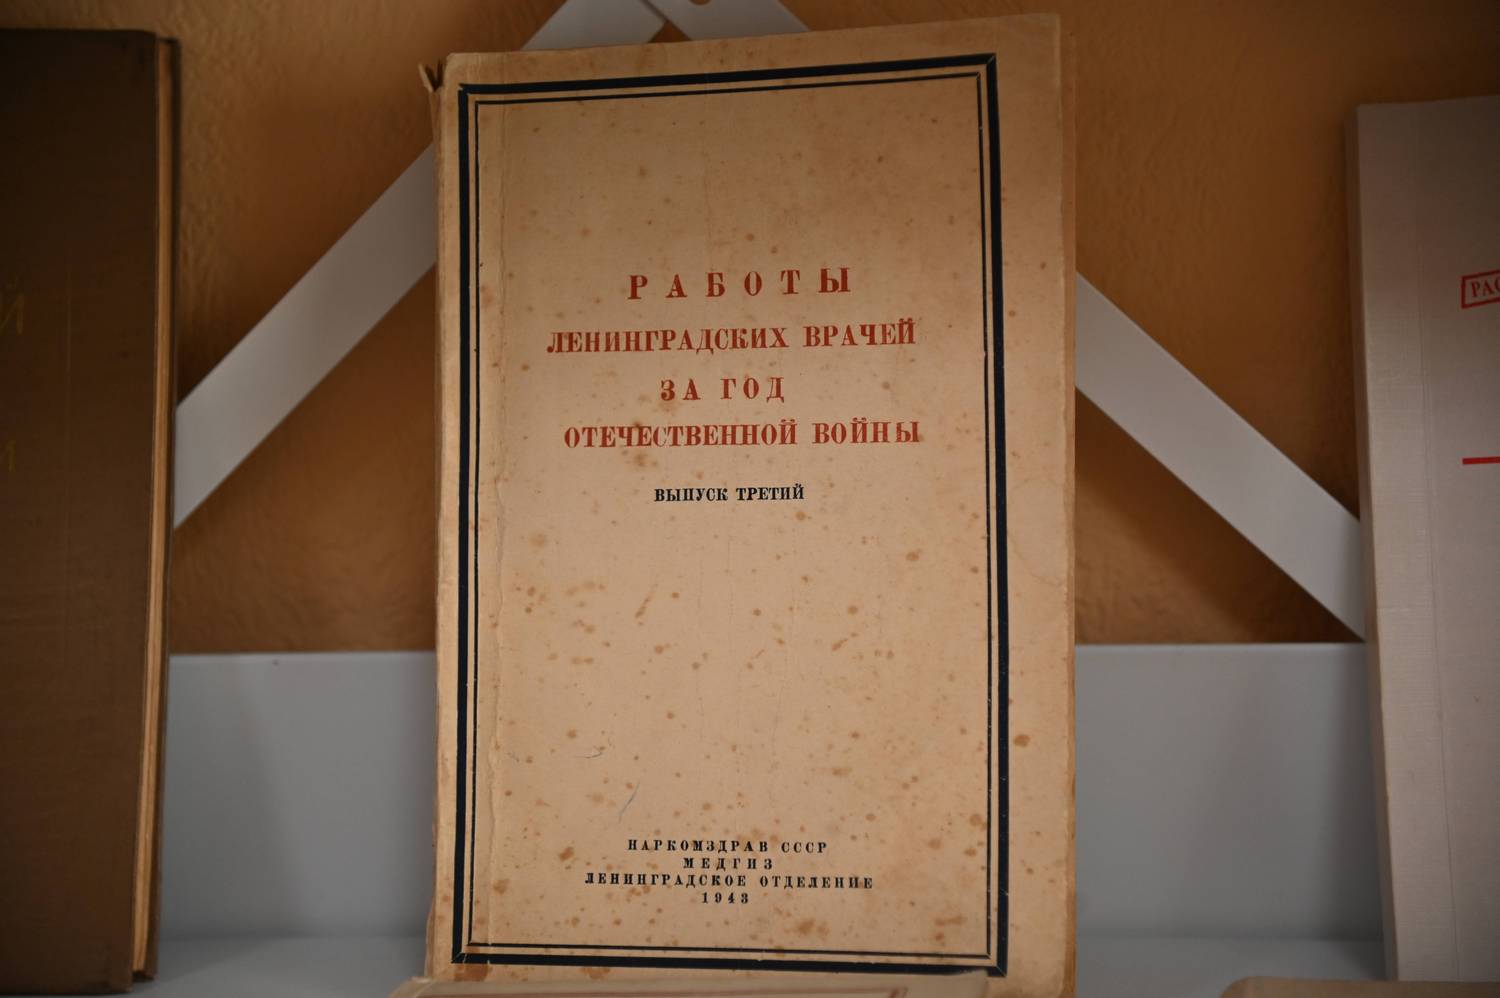 РАБОТЫ
ЛЕНИНГРАДСКИХ ВРАЧЕЙ
ЗА ГОД
ОТЕЧЕСТВЕННОЙ ВОЙНЫ
ВЫПУСК ТРЕТИЙ
НАРКОМЗДРАВ СССР
МЕДГИЗ
ЛЕНИНГРАДСКОЕ ОТДЕЛЕНИЕ
1943